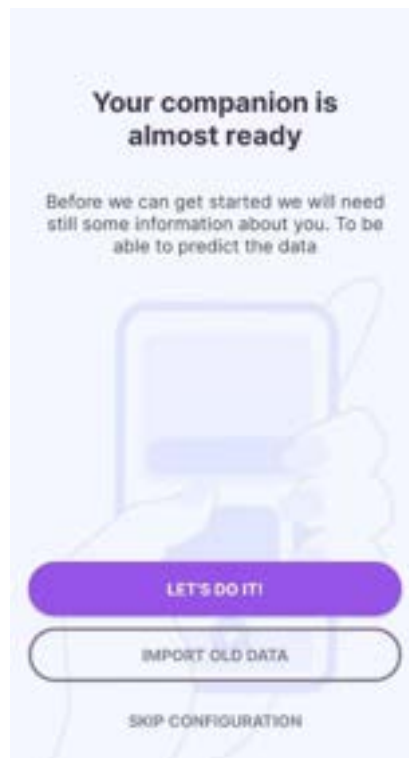 Your companion is
almost ready
Before we can get started we will need
still some information about you. To be
able to predict the data
LET'S DO IT!
IMPORT OLD DATA
SKIP CONFIGURATION